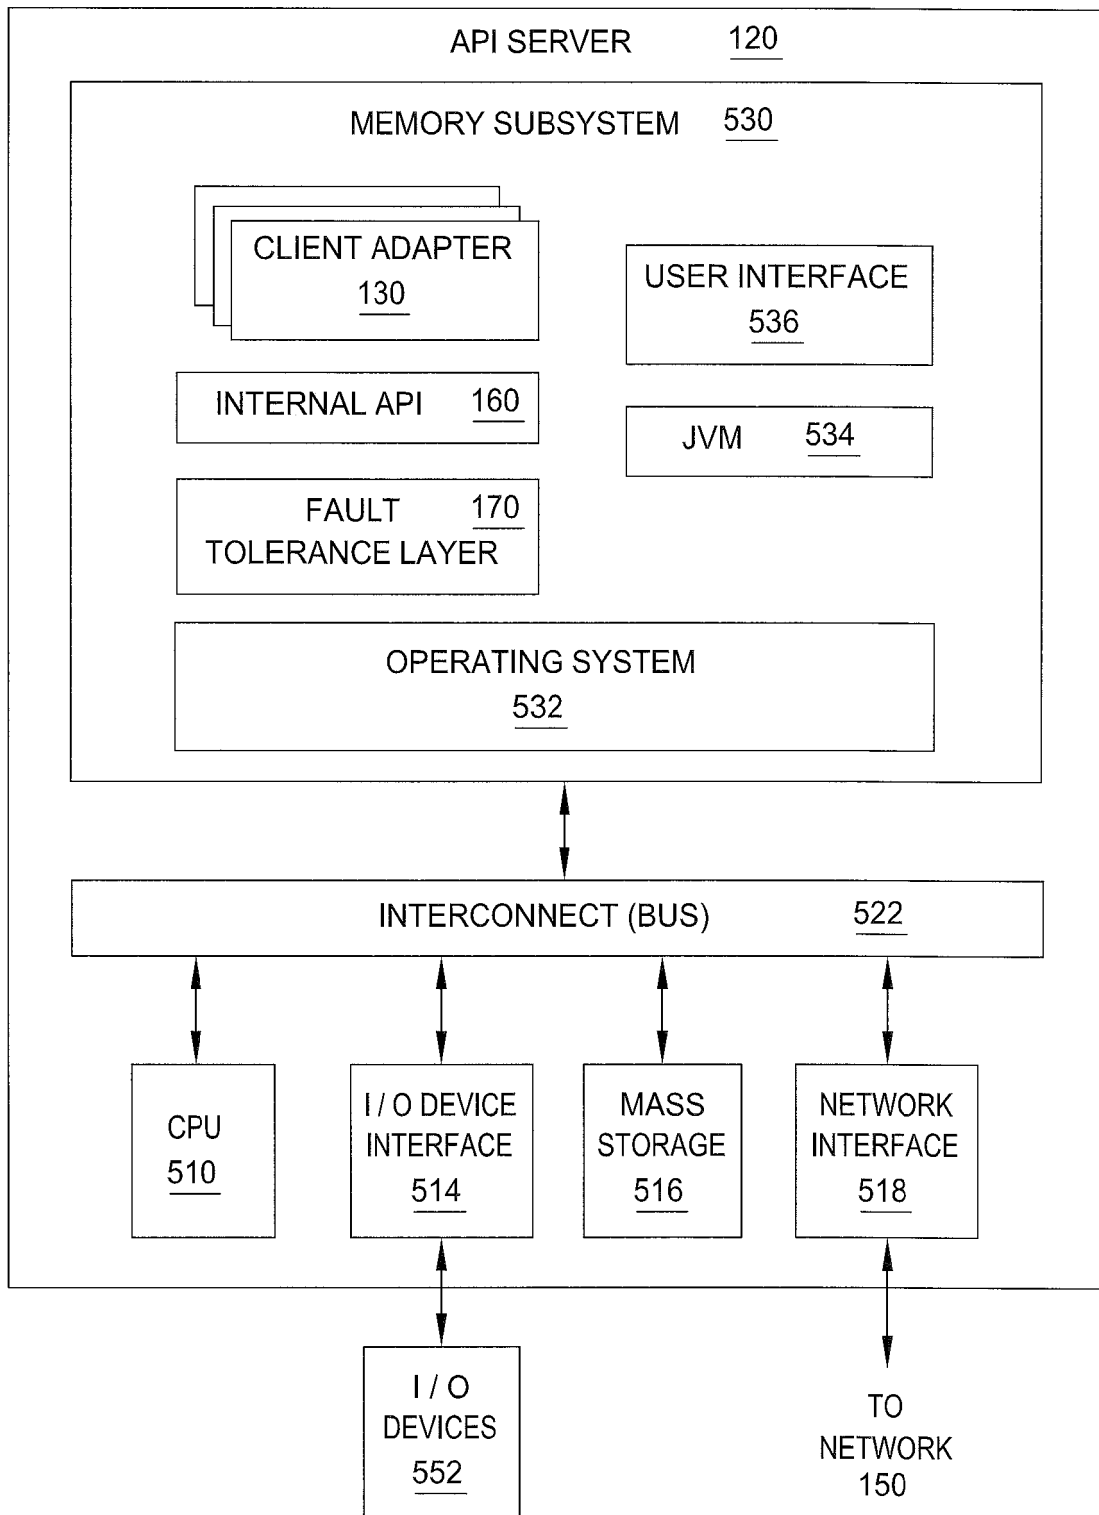 API SERVER 120
MEMORY SUBSYSTEM 530
CLIENT ADAPTER
130
USER INTERFACE
536
INTERNAL API 160
JVM 534
FAULT 170
TOLERANCE LAYER
OPERATING SYSTEM
532
INTERCONNECT (BUS) 522
CPU
510
I / O DEVICE
INTERFACE
514
MASS
STORAGE
516
NETWORK
INTERFACE
518
I / O
DEVICES
552
TO
NETWORK
150